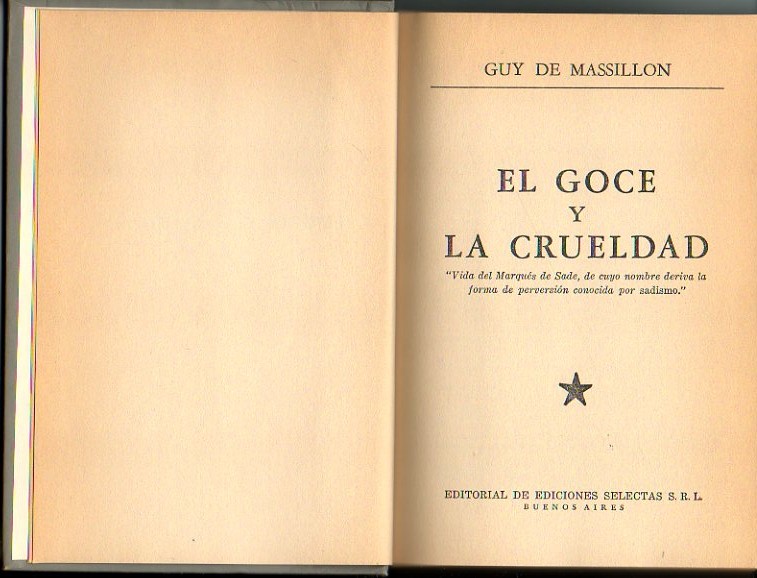 GUY DE MASSILLON
EL GOCE
Y
LA CRUELDAD
"Vida del Marqués de Sade, de cuyo nombre deriva la
forma de perversión conocida por sadismo."
EDITORIAL DE EDICIONES SELECTAS S. R. L.
BUENOS AIRES